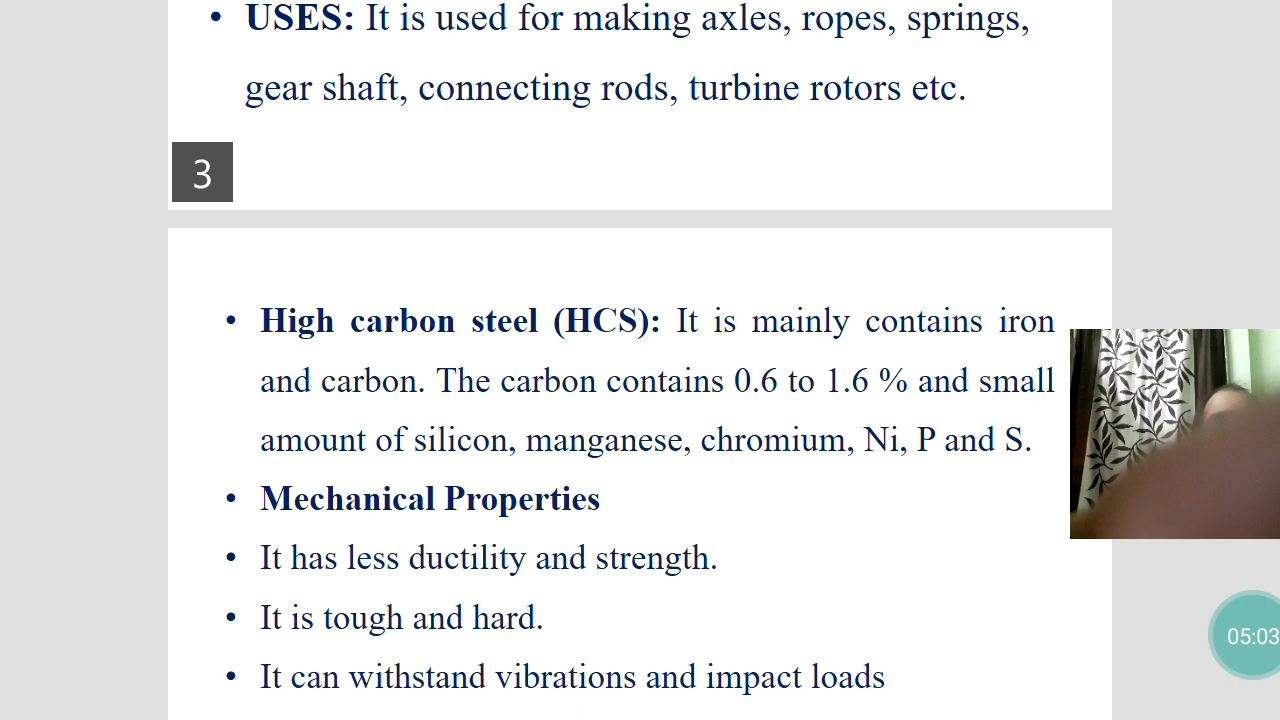 • USES: It is used for making axles, ropes, springs,
gear shaft, connecting rods, turbine rotors etc.
3
• High carbon steel (HCS): It is mainly contains iron
and carbon. The carbon contains 0.6 to 1.6 % and small
amount of silicon, manganese, chromium, Ni, P and S.
• Mechanical Properties
• It has less ductility and strength.
• It is tough and hard.
• It can withstand vibrations and impact loads
05:03